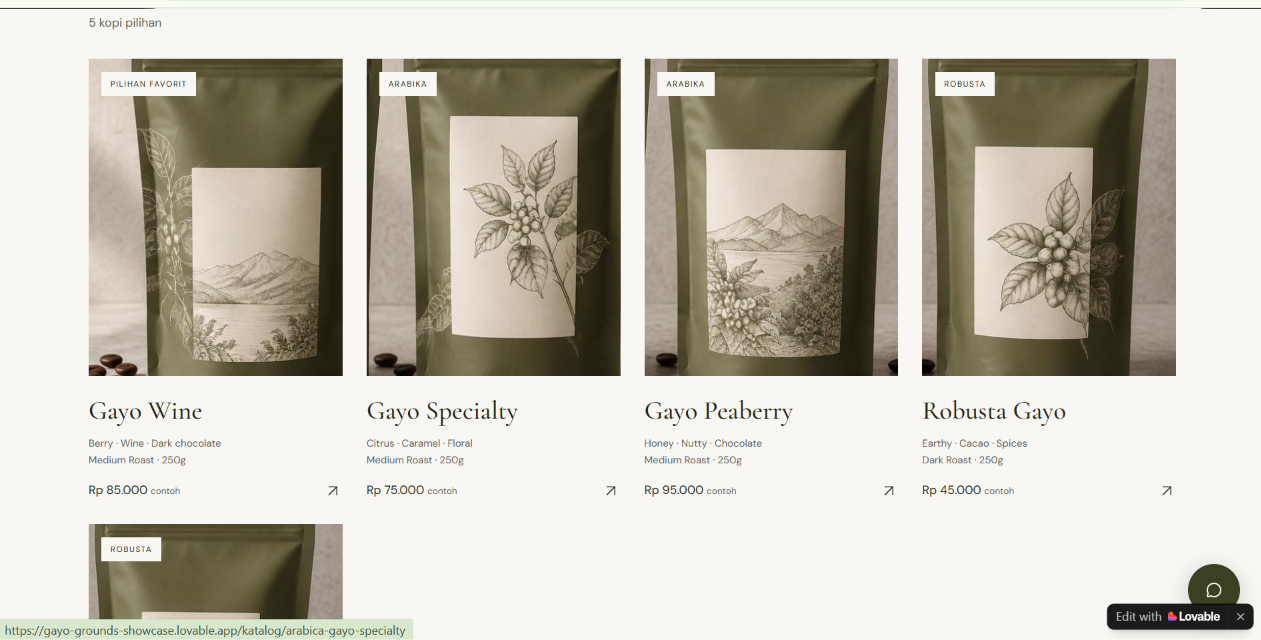 5 kopi pilihan
PILIHAN FAVORIT
ARABIKA
ARABIKA
ROBUSTA
Gayo Wine
Berry · Wine · Dark chocolate
Medium Roast · 250g
Rp 85.000 contoh
Gayo Specialty
Citrus · Caramel · Floral
Medium Roast · 250g
Rp 75.000 contoh
Gayo Peaberry
Honey · Nutty · Chocolate
Medium Roast · 250g
Rp 95.000 contoh
Robusta Gayo
Earthy · Cacao · Spices
Dark Roast · 250g
Rp 45.000 contoh
ROBUSTA
Edit with Lovable
https://gayo-grounds-showcase.lovable.app/katalog/arabica-gayo-specialty